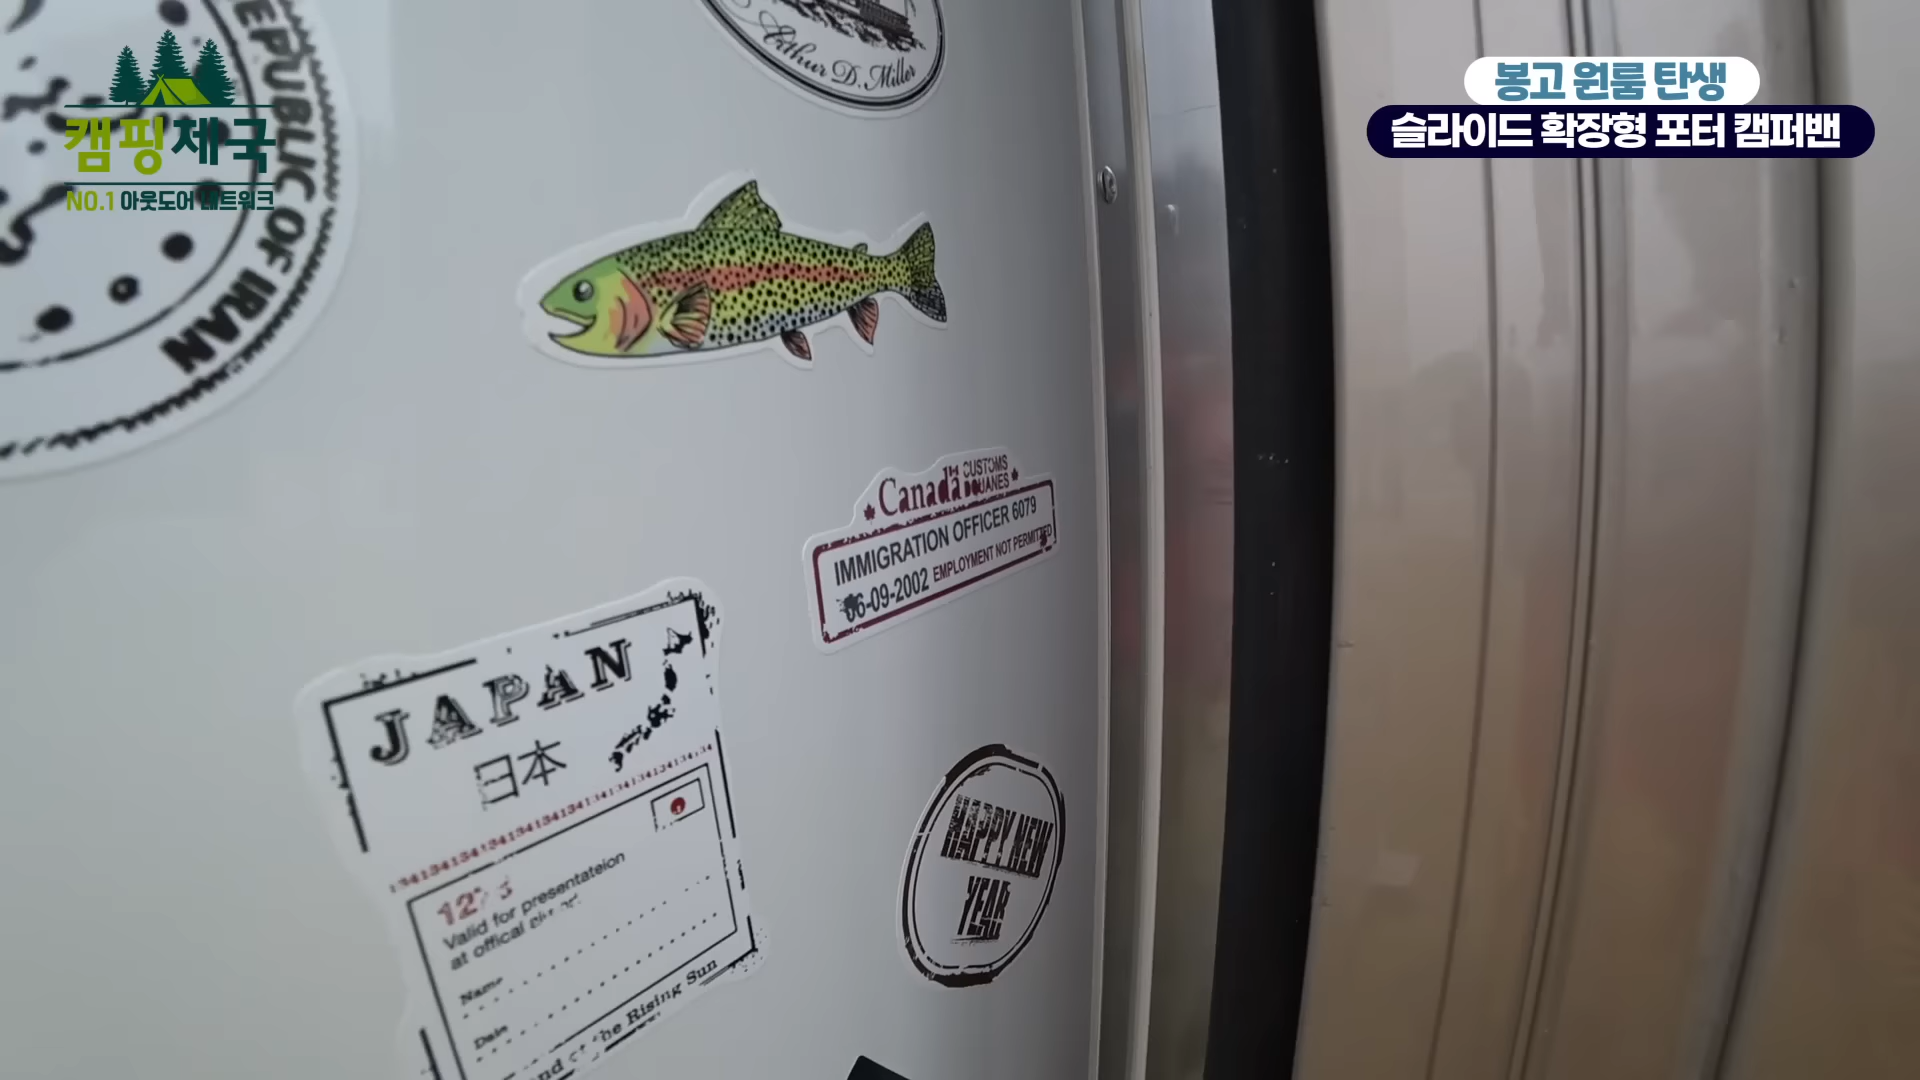 봉고 원룸 탄생
슬라이드 확장형 포터 캠퍼밴
캠핑제국
NO.1 아웃도어 네트워크
REPUBLIC OF IRAN
Arthur D. Miller
Canada CUSTOMS
DOUANES
IMMIGRATION OFFICER 6079
06-09-2002 EMPLOYMENT NOT PERMITTED
JAPAN
日本
Valid for presentateion
at offical
Name
Date
and of the Rising Sun
HAPPY NEW
YEAR